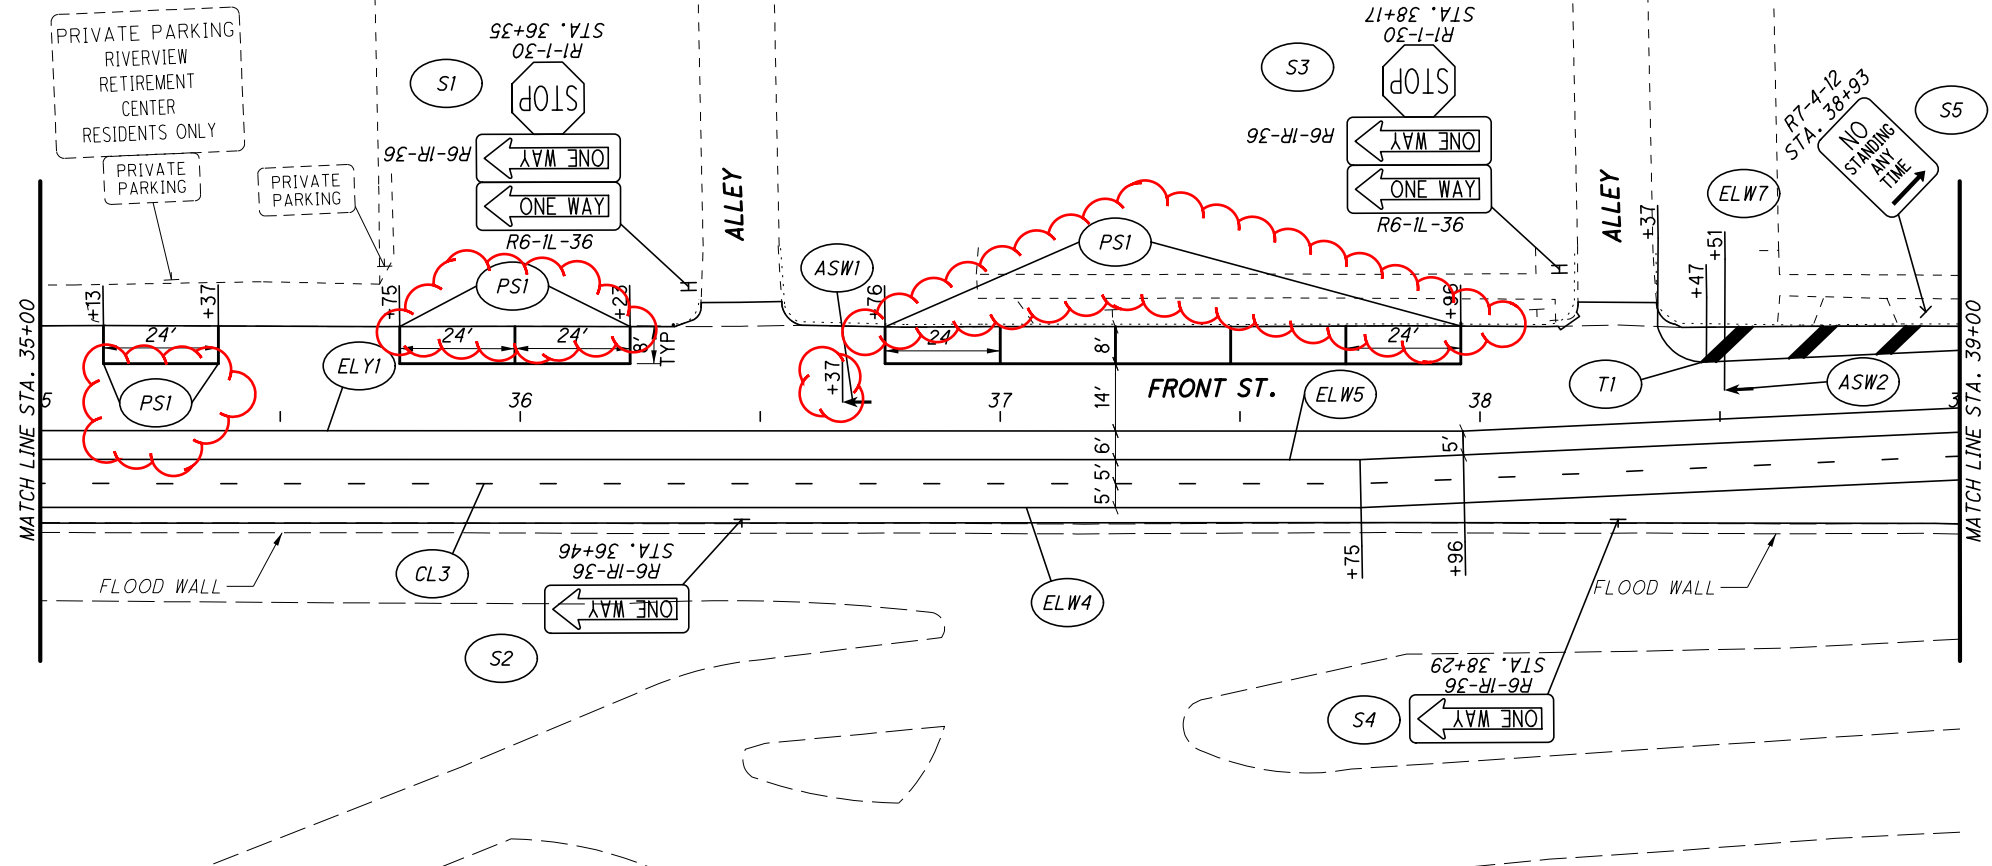 PRIVATE PARKING
RIVERVIEW
RETIREMENT
CENTER
RESIDENTS ONLY
PRIVATE
PARKING
PRIVATE
PARKING
S1
STA. 36+35
R1-1-30
STOP
R6-1R-36
ONE WAY
ONE WAY
R6-1L-36
ALLEY
S3
STA. 38+17
R1-1-30
STOP
R6-1R-36
ONE WAY
ONE WAY
R6-1L-36
ALLEY
R7-4-12
STA. 38+93
NO
STANDING
ANY
TIME
S5
ELW7
PS1
PS1
ASW1
+13
+37
+75
+23
+76
+96
+37
+47
+51
24'
24'
24'
8'
TYP.
24'
8'
24'
MATCH LINE STA. 35+00
MATCH LINE STA. 39+00
ELY1
PS1
+37
FRONT ST.
ELW5
T1
ASW2
5
36
37
38
3
14'
6'
5'
5'
5'
+75
+96
FLOOD WALL
CL3
STA. 36+46
R6-1R-36
ONE WAY
S2
ELW4
FLOOD WALL
STA. 38+29
R6-1R-36
ONE WAY
S4